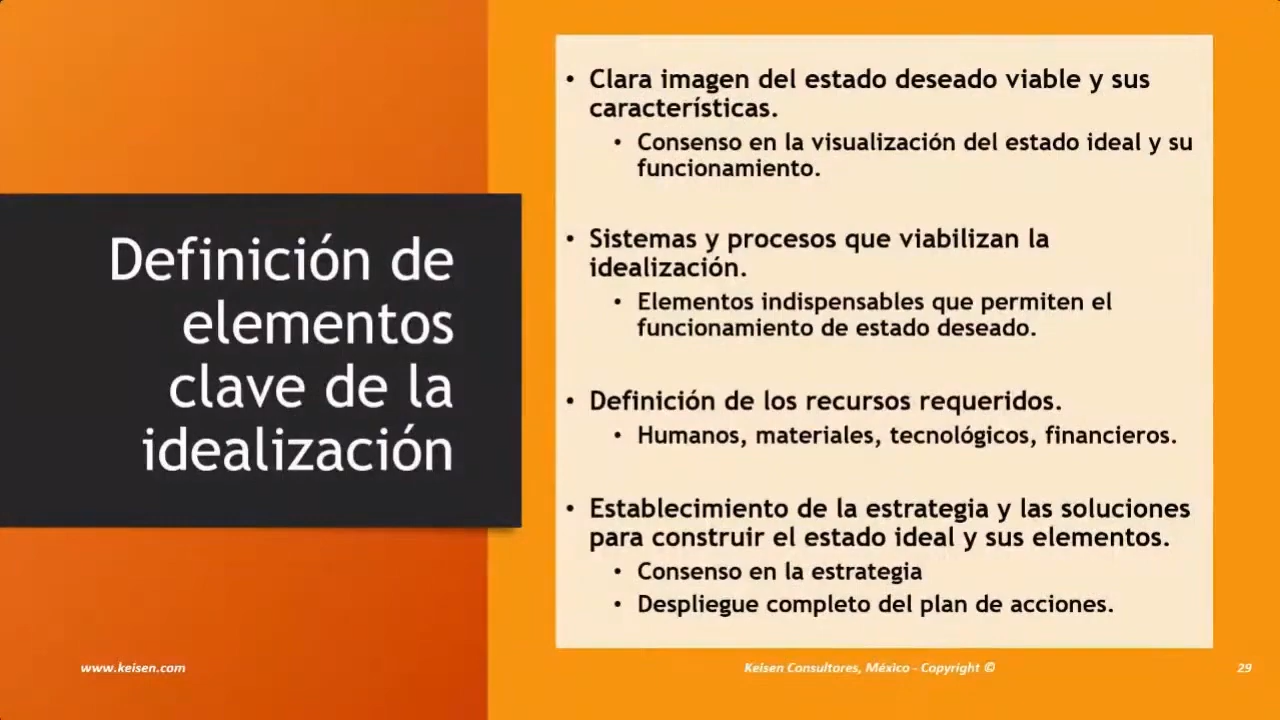 Definición de
elementos
clave de la
idealización
• Clara imagen del estado deseado viable y sus
características.
• Consenso en la visualización del estado ideal y su
funcionamiento.
• Sistemas y procesos que viabilizan la
idealización.
• Elementos indispensables que permiten el
funcionamiento de estado deseado.
• Definición de los recursos requeridos.
• Humanos, materiales, tecnológicos, financieros.
• Establecimiento de la estrategia y las soluciones
para construir el estado ideal y sus elementos.
• Consenso en la estrategia
• Despliegue completo del plan de acciones.
www.keisen.com
Keisen Consultores, México - Copyright ©
29